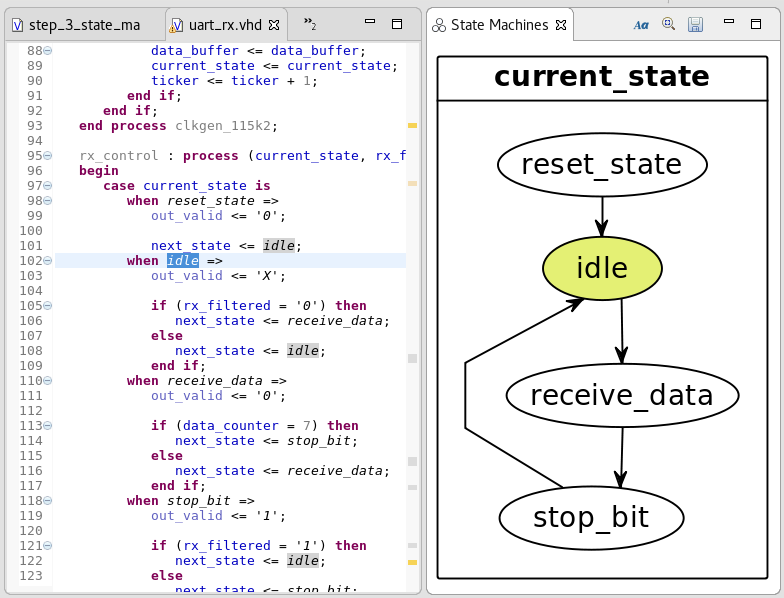 step_3_state_ma
uart_rx.vhd
»2
88 data_buffer <= data_buffer;
89 current_state <= current_state;
90 ticker <= ticker + 1;
91 end if;
92 end if;
93 end process clkgen_115k2;
94
95 rx_control : process (current_state, rx_f
96 begin
97 case current_state is
98 when reset_state =>
99 out_valid <= '0';
100
101 next_state <= idle;
102 when idle =>
103 out_valid <= 'X';
104
105 if (rx_filtered = '0') then
106 next_state <= receive_data;
107 else
108 next_state <= idle;
109 end if;
110 when receive_data =>
111 out_valid <= '0';
112
113 if (data_counter = 7) then
114 next_state <= stop_bit;
115 else
116 next_state <= receive_data;
117 end if;
118 when stop_bit =>
119 out_valid <= '1';
120
121 if (rx_filtered = '1') then
122 next_state <= idle;
123 else
next_state <= stop_bit;
State Machines
Aa
current_state
reset_state
idle
receive_data
stop_bit